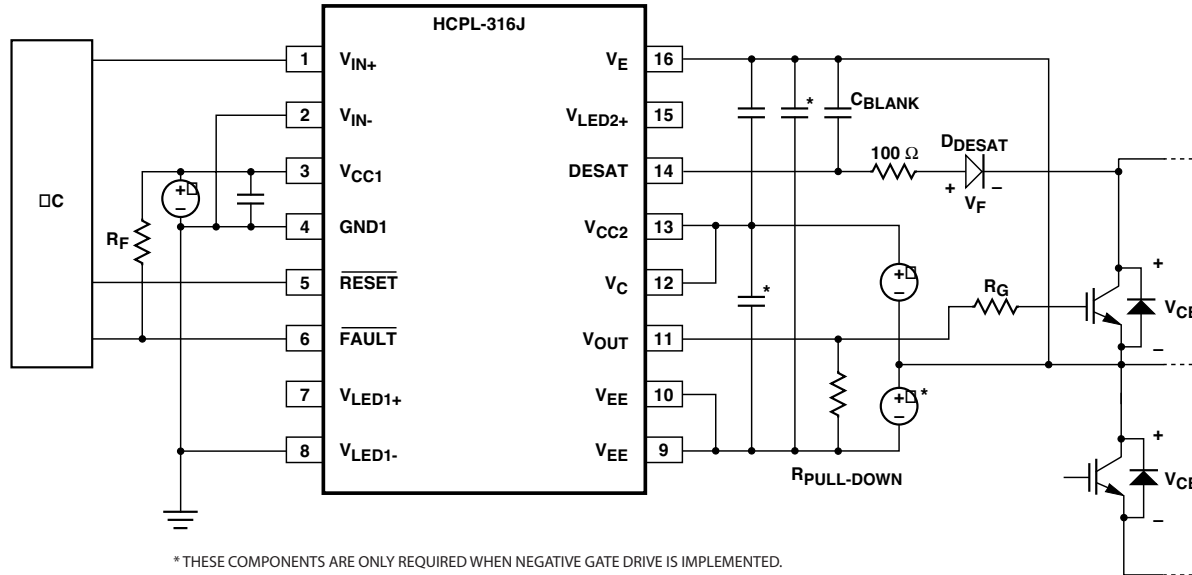 HCPL-316J
□C
1 V_IN+
2 V_IN-
3 V_CC1
4 GND1
5 RESET
6 FAULT
7 V_LED1+
8 V_LED1-
V_E 16
V_LED2+ 15
DESAT 14
V_CC2 13
V_C 12
V_OUT 11
V_EE 10
V_EE 9
R_F
+ □
–
*
*
C_BLANK
100 Ω
D_DESAT
+ V_F –
+ □
–
R_G
+ □ *
–
R_PULL-DOWN
+
V_CE
–
+
V_CE
–
* THESE COMPONENTS ARE ONLY REQUIRED WHEN NEGATIVE GATE DRIVE IS IMPLEMENTED.